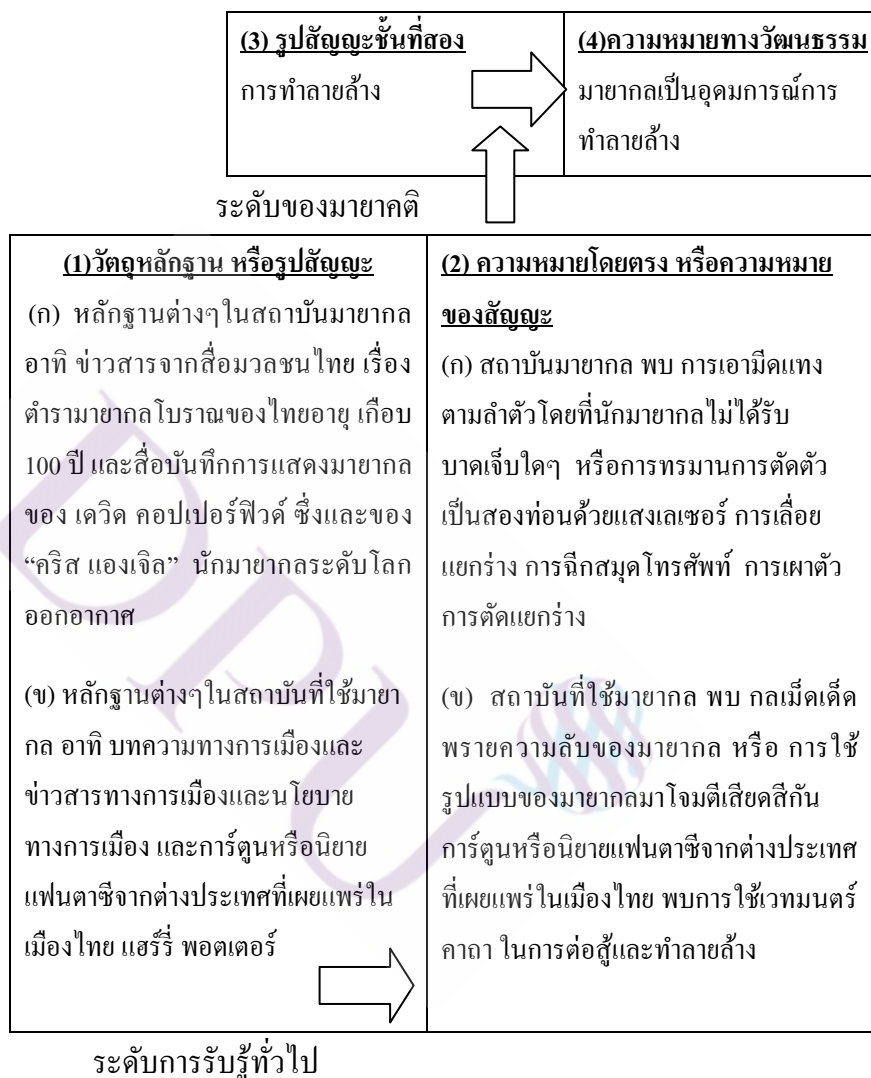 (3) รูปสัญญะชั้นที่สอง
การทำลายล้าง
(4)ความหมายทางวัฒนธรรม
มายากลเป็นอุดมการณ์การ
ทำลายล้าง
ระดับของมายาคติ
(1)วัตถุหลักฐาน หรือรูปสัญญะ
(ก) หลักฐานต่างๆในสถาบันมายากล
อาทิ ข่าวสารจากสื่อมวลชนไทย เรื่อง
ตำรามายากลโบราณของไทยอายุ เกือบ
100 ปี และสื่อบันทึกการแสดงมายากล
ของ เดวิด คอปเปอร์ฟิวด์ ซึ่งและของ
“คริส แองเจิล” นักมายากลระดับโลก
ออกอากาศ
(ข) หลักฐานต่างๆในสถาบันที่ใช้มายา
กล อาทิ บทความทางการเมืองและ
ข่าวสารทางการเมืองและนโยบาย
ทางการเมือง และการ์ตูนหรือนิยาย
แฟนตาซีจากต่างประเทศที่เผยแพร่ใน
เมืองไทย แฮร์รี่ พอตเตอร์
(2) ความหมายโดยตรง หรือความหมาย
ของสัญญะ
(ก) สถาบันมายากล พบ การเอามีดแทง
ตามลำตัวโดยที่นักมายากลไม่ได้รับ
บาดเจ็บใดๆ หรือการทรมานการตัดตัว
เป็นสองท่อนด้วยแสงเลเซอร์ การเลื่อย
แยกร่าง การฉีกสมุดโทรศัพท์ การเผาตัว
การตัดแยกร่าง
(ข) สถาบันที่ใช้มายากล พบ กลเม็ดเด็ด
พรายความลับของมายากล หรือ การใช้
รูปแบบของมายากลมาโจมตีเสียดสีกัน
การ์ตูนหรือนิยายแฟนตาซีจากต่างประเทศ
ที่เผยแพร่ในเมืองไทย พบการใช้เวทมนตร์
คาถา ในการต่อสู้และทำลายล้าง
ระดับการรับรู้ทั่วไป
DPU